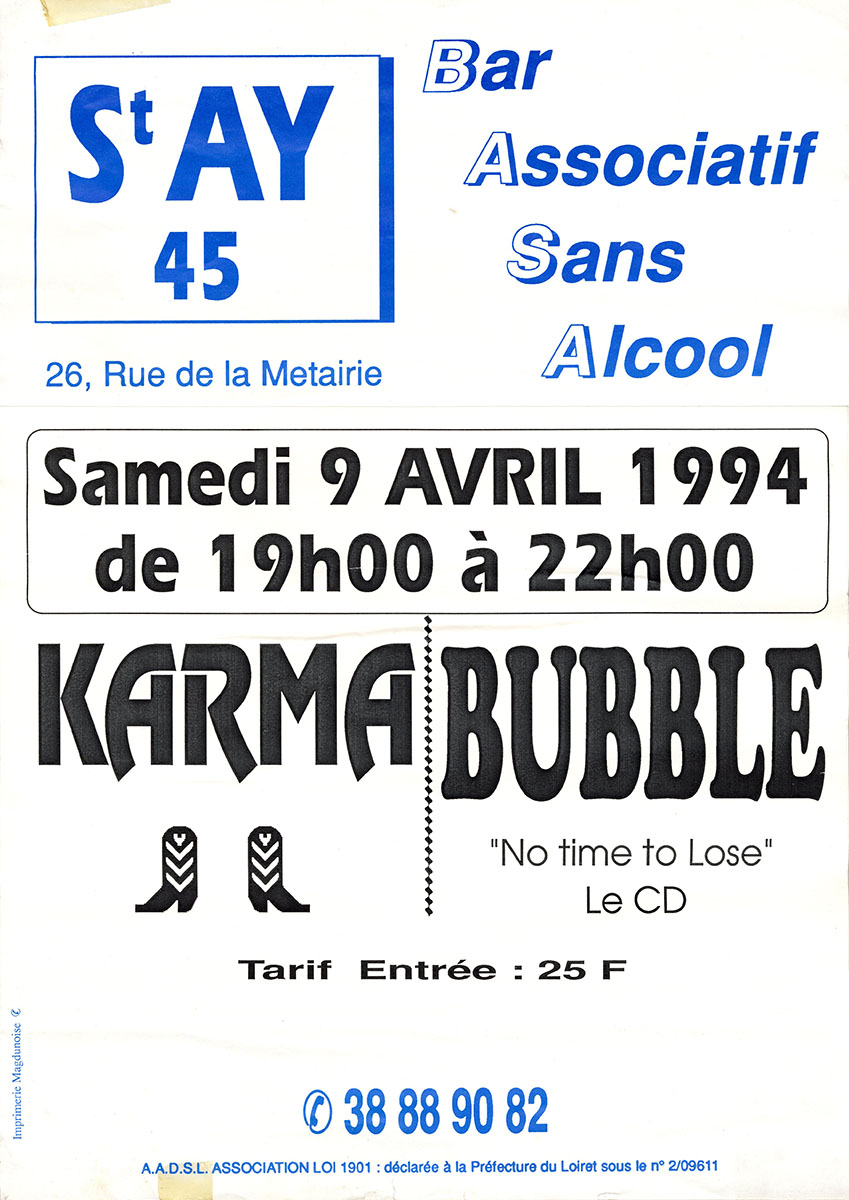 St AY
45
26, Rue de la Metairie
Bar
Associatif
Sans
Alcool
Samedi 9 AVRIL 1994
de 19h00 à 22h00
KARMA
BUBBLE
"No time to Lose"
Le CD
Tarif Entrée : 25 F
✆ 38 88 90 82
A.A.D.S.L. ASSOCIATION LOI 1901 : déclarée à la Préfecture du Loiret sous le n° 2/09611
Imprimerie Magdunoise